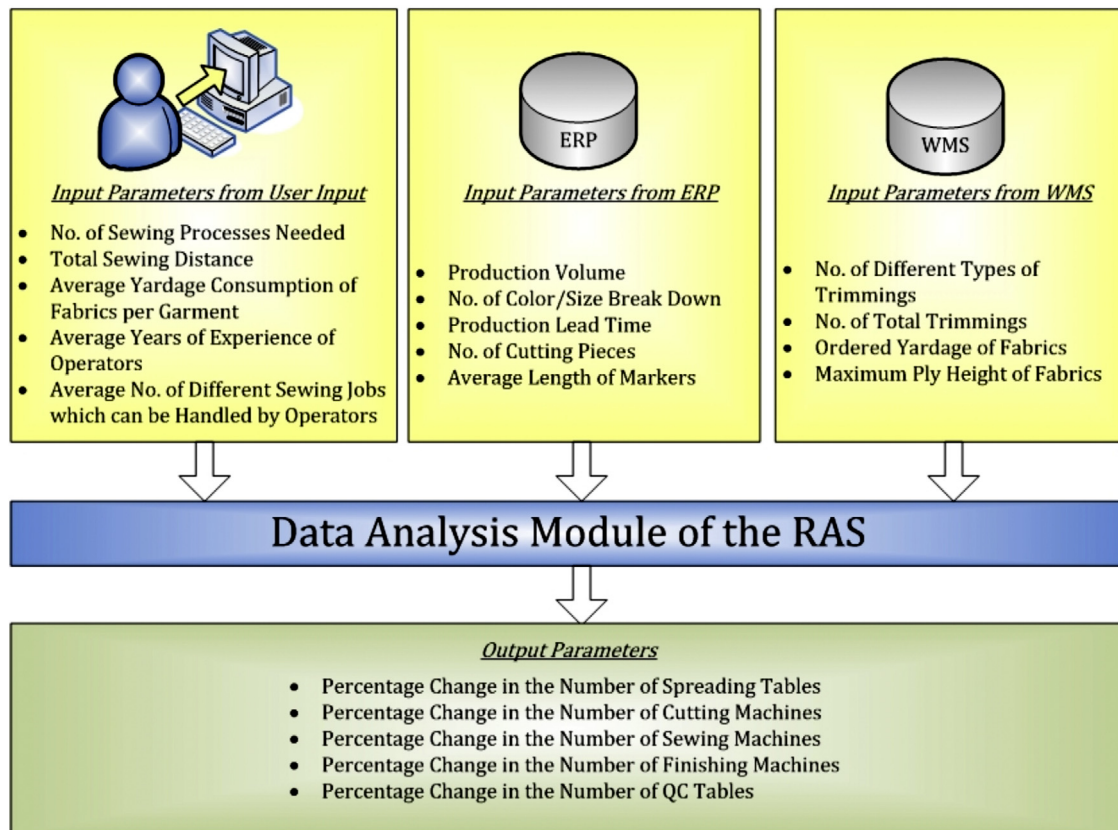 Input Parameters from User Input
• No. of Sewing Processes Needed
• Total Sewing Distance
• Average Yardage Consumption of
Fabrics per Garment
• Average Years of Experience of
Operators
• Average No. of Different Sewing Jobs
which can be Handled by Operators
ERP
Input Parameters from ERP
• Production Volume
• No. of Color/Size Break Down
• Production Lead Time
• No. of Cutting Pieces
• Average Length of Markers
WMS
Input Parameters from WMS
• No. of Different Types of
Trimmings
• No. of Total Trimmings
• Ordered Yardage of Fabrics
• Maximum Ply Height of Fabrics
Data Analysis Module of the RAS
Output Parameters
• Percentage Change in the Number of Spreading Tables
• Percentage Change in the Number of Cutting Machines
• Percentage Change in the Number of Sewing Machines
• Percentage Change in the Number of Finishing Machines
• Percentage Change in the Number of QC Tables